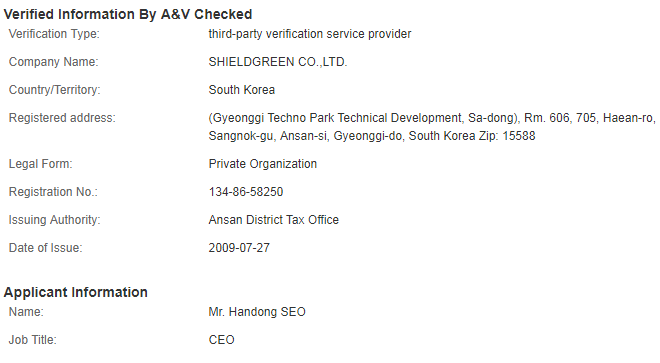 Verified Information By A&V Checked
Verification Type: third-party verification service provider
Company Name: SHIELDGREEN CO.,LTD.
Country/Territory: South Korea
Registered address: (Gyeonggi Techno Park Technical Development, Sa-dong), Rm. 606, 705, Haean-ro,
Sangnok-gu, Ansan-si, Gyeonggi-do, South Korea Zip: 15588
Legal Form: Private Organization
Registration No.: 134-86-58250
Issuing Authority: Ansan District Tax Office
Date of Issue: 2009-07-27
Applicant Information
Name: Mr. Handong SEO
Job Title: CEO